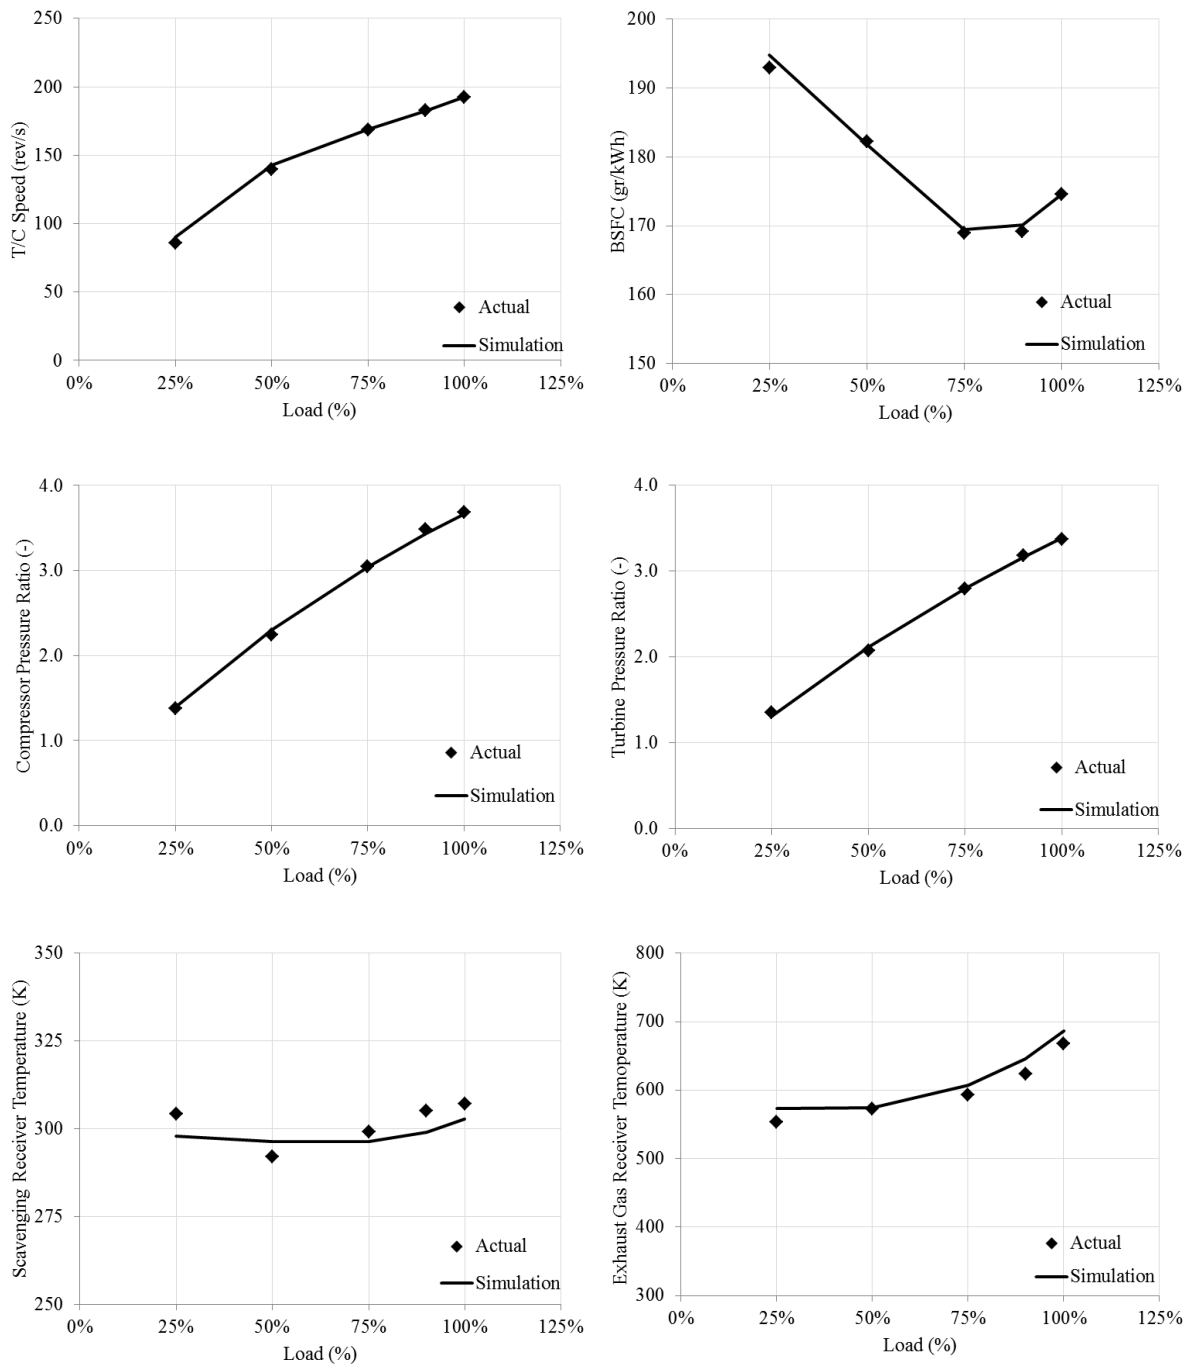 250
200
150
100
50
0
T/C Speed (rev/s)
Actual
Simulation
0% 25% 50% 75% 100% 125%
Load (%)
200
190
180
170
160
150
BSFC (gr/kWh)
Actual
Simulation
0% 25% 50% 75% 100% 125%
Load (%)
4.0
3.0
2.0
1.0
0.0
Compressor Pressure Ratio (-)
Actual
Simulation
0% 25% 50% 75% 100% 125%
Load (%)
4.0
3.0
2.0
1.0
0.0
Turbine Pressure Ratio (-)
Actual
Simulation
0% 25% 50% 75% 100% 125%
Load (%)
350
325
300
275
250
Scavenging Receiver Temperature (K)
Actual
Simulation
0% 25% 50% 75% 100% 125%
Load (%)
800
700
600
500
400
300
Exhaust Gas Receiver Temoperature (K)
Actual
Simulation
0% 25% 50% 75% 100% 125%
Load (%)